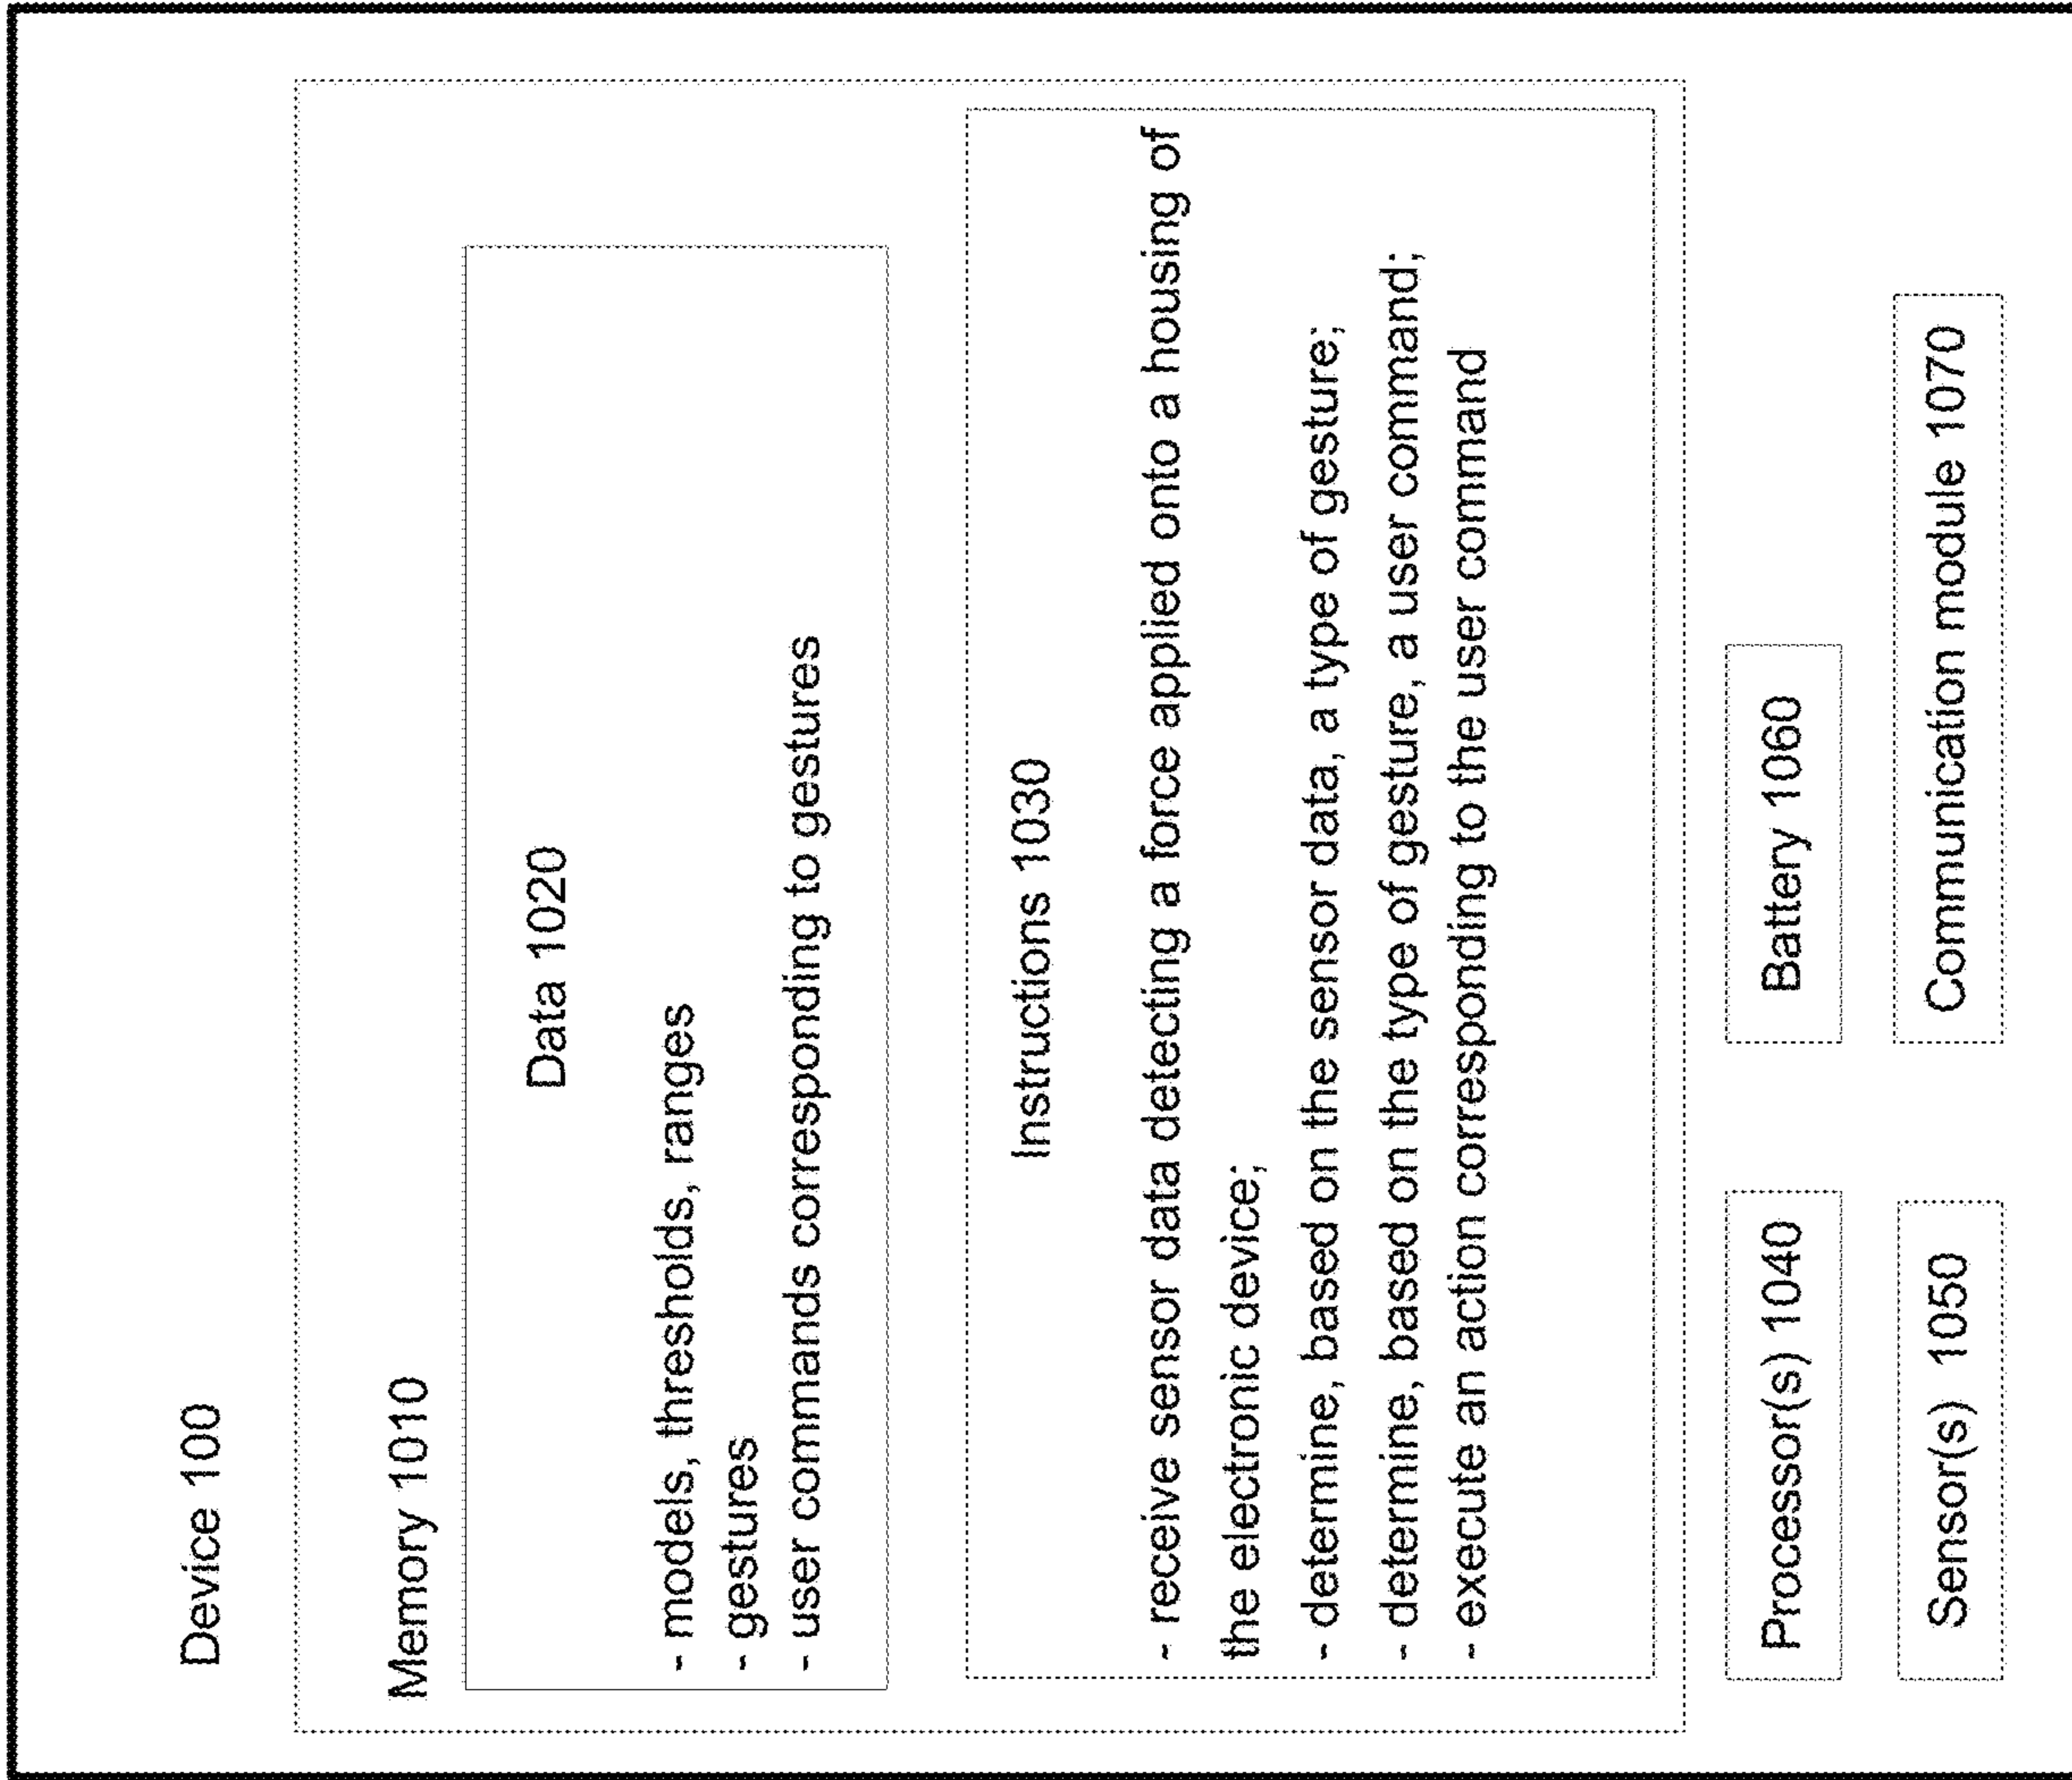 Device 100
Memory 1010
Data 1020
- models, thresholds, ranges
- gestures
- user commands corresponding to gestures
Instructions 1030
- receive sensor data detecting a force applied onto a housing of
the electronic device;
- determine, based on the sensor data, a type of gesture;
- determine, based on the type of gesture, a user command;
- execute an action corresponding to the user command
Processor(s) 1040
Battery 1060
Sensor(s) 1050
Communication module 1070